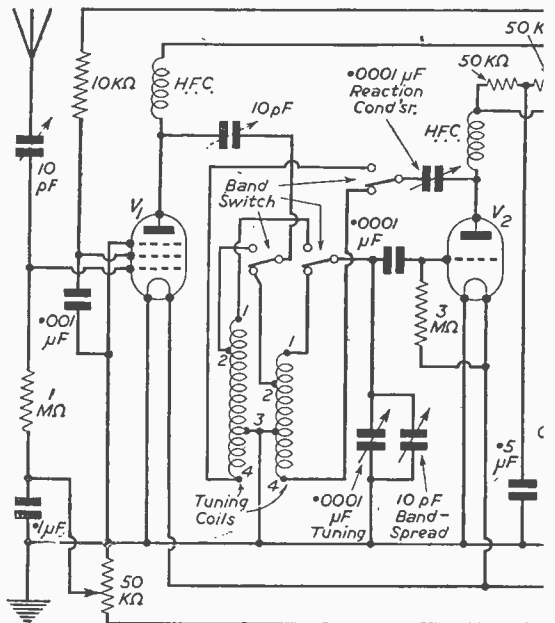 50 K
50 KΩ
10 KΩ
H.F.C.
·0001 µF
Reaction
Cond'sr.
10 pF
H.F.C.
10
pF
V1
Band
Switch
·0001
µF
V2
·001
µF
3
MΩ
1
1
2
2
1
MΩ
3
4
4
·5
µF
Tuning
Coils
·0001
µF
Tuning
10 pF
Band-
Spread
·1µF
50
KΩ